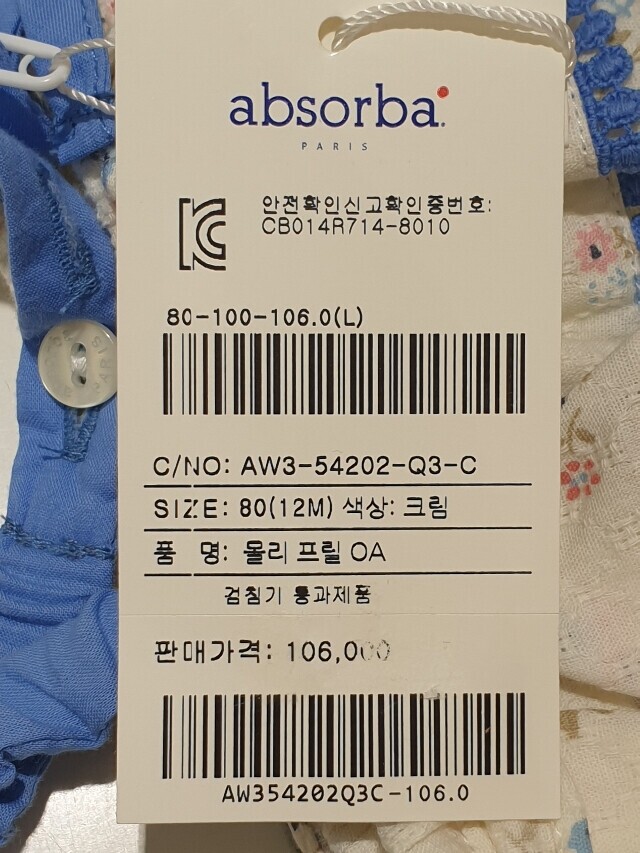 absorba
PARIS
안전확인신고확인증번호:
CB014R714-8010
80-100-106.0(L)
C/NO: AW3-54202-Q3-C
SIZE: 80(12M) 색상: 크림
품 명: 몰리 프릴 OA
검침기 통과제품
판매가격: 106,000
AW354202Q3C-106.0